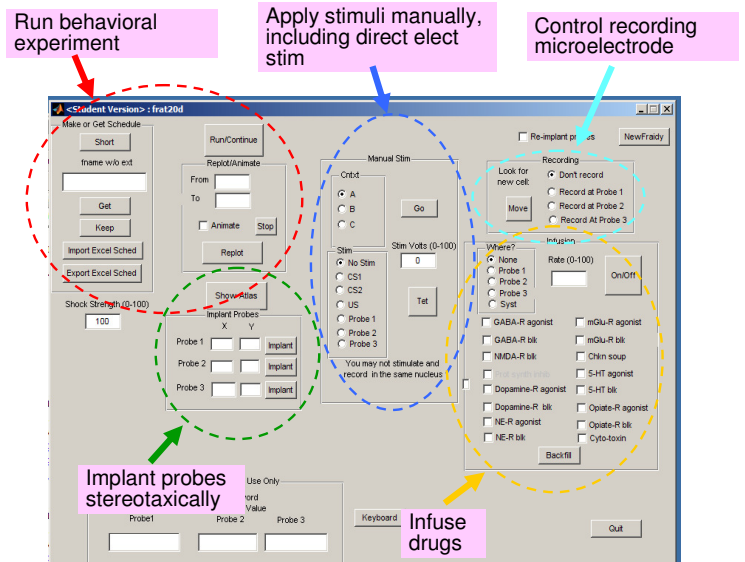 Run behavioral
experiment
Apply stimuli manually,
including direct elect
stim
Control recording
microelectrode
<Student Version> : frat20d
Make or Get Schedule
Short
fname w/o ext
Get
Keep
Import Excel Sched
Export Excel Sched
Shock Strength (0-100)
100
Run/Continue
Replot/Animate
From
To
Animate
Stop
Replot
Show Atlas
Implant Probes
X Y
Probe 1 Implant
Probe 2 Implant
Probe 3 Implant
Manual Stim
Cntxt
A
B
C
Go
Stim
No Stim
CS1
CS2
US
Probe 1
Probe 2
Probe 3
Stim Volts (0-100)
0
Tet
You may not stimulate and
record in the same nucleus
Re-implant probes
NewFraidy
Recording
Look for
new cell:
Move
Don't record
Record at Probe 1
Record at Probe 2
Record At Probe 3
Infusion
Where?
None
Probe 1
Probe 2
Probe 3
Syst
Rate (0-100)
On/Off
GABA-R agonist
GABA-R blk
NMDA-R blk
Dopamine-R agonist
Dopamine-R blk
NE-R agonist
NE-R blk
mGlu-R agonist
mGlu-R blk
Chkn soup
5-HT agonist
5-HT blk
Opiate-R agonist
Opiate-R blk
Cyto-toxin
Backfill
Implant probes
stereotaxically
Use Only
Value
Probe1 Probe 2 Probe 3
Keyboard
Infuse
drugs
Quit